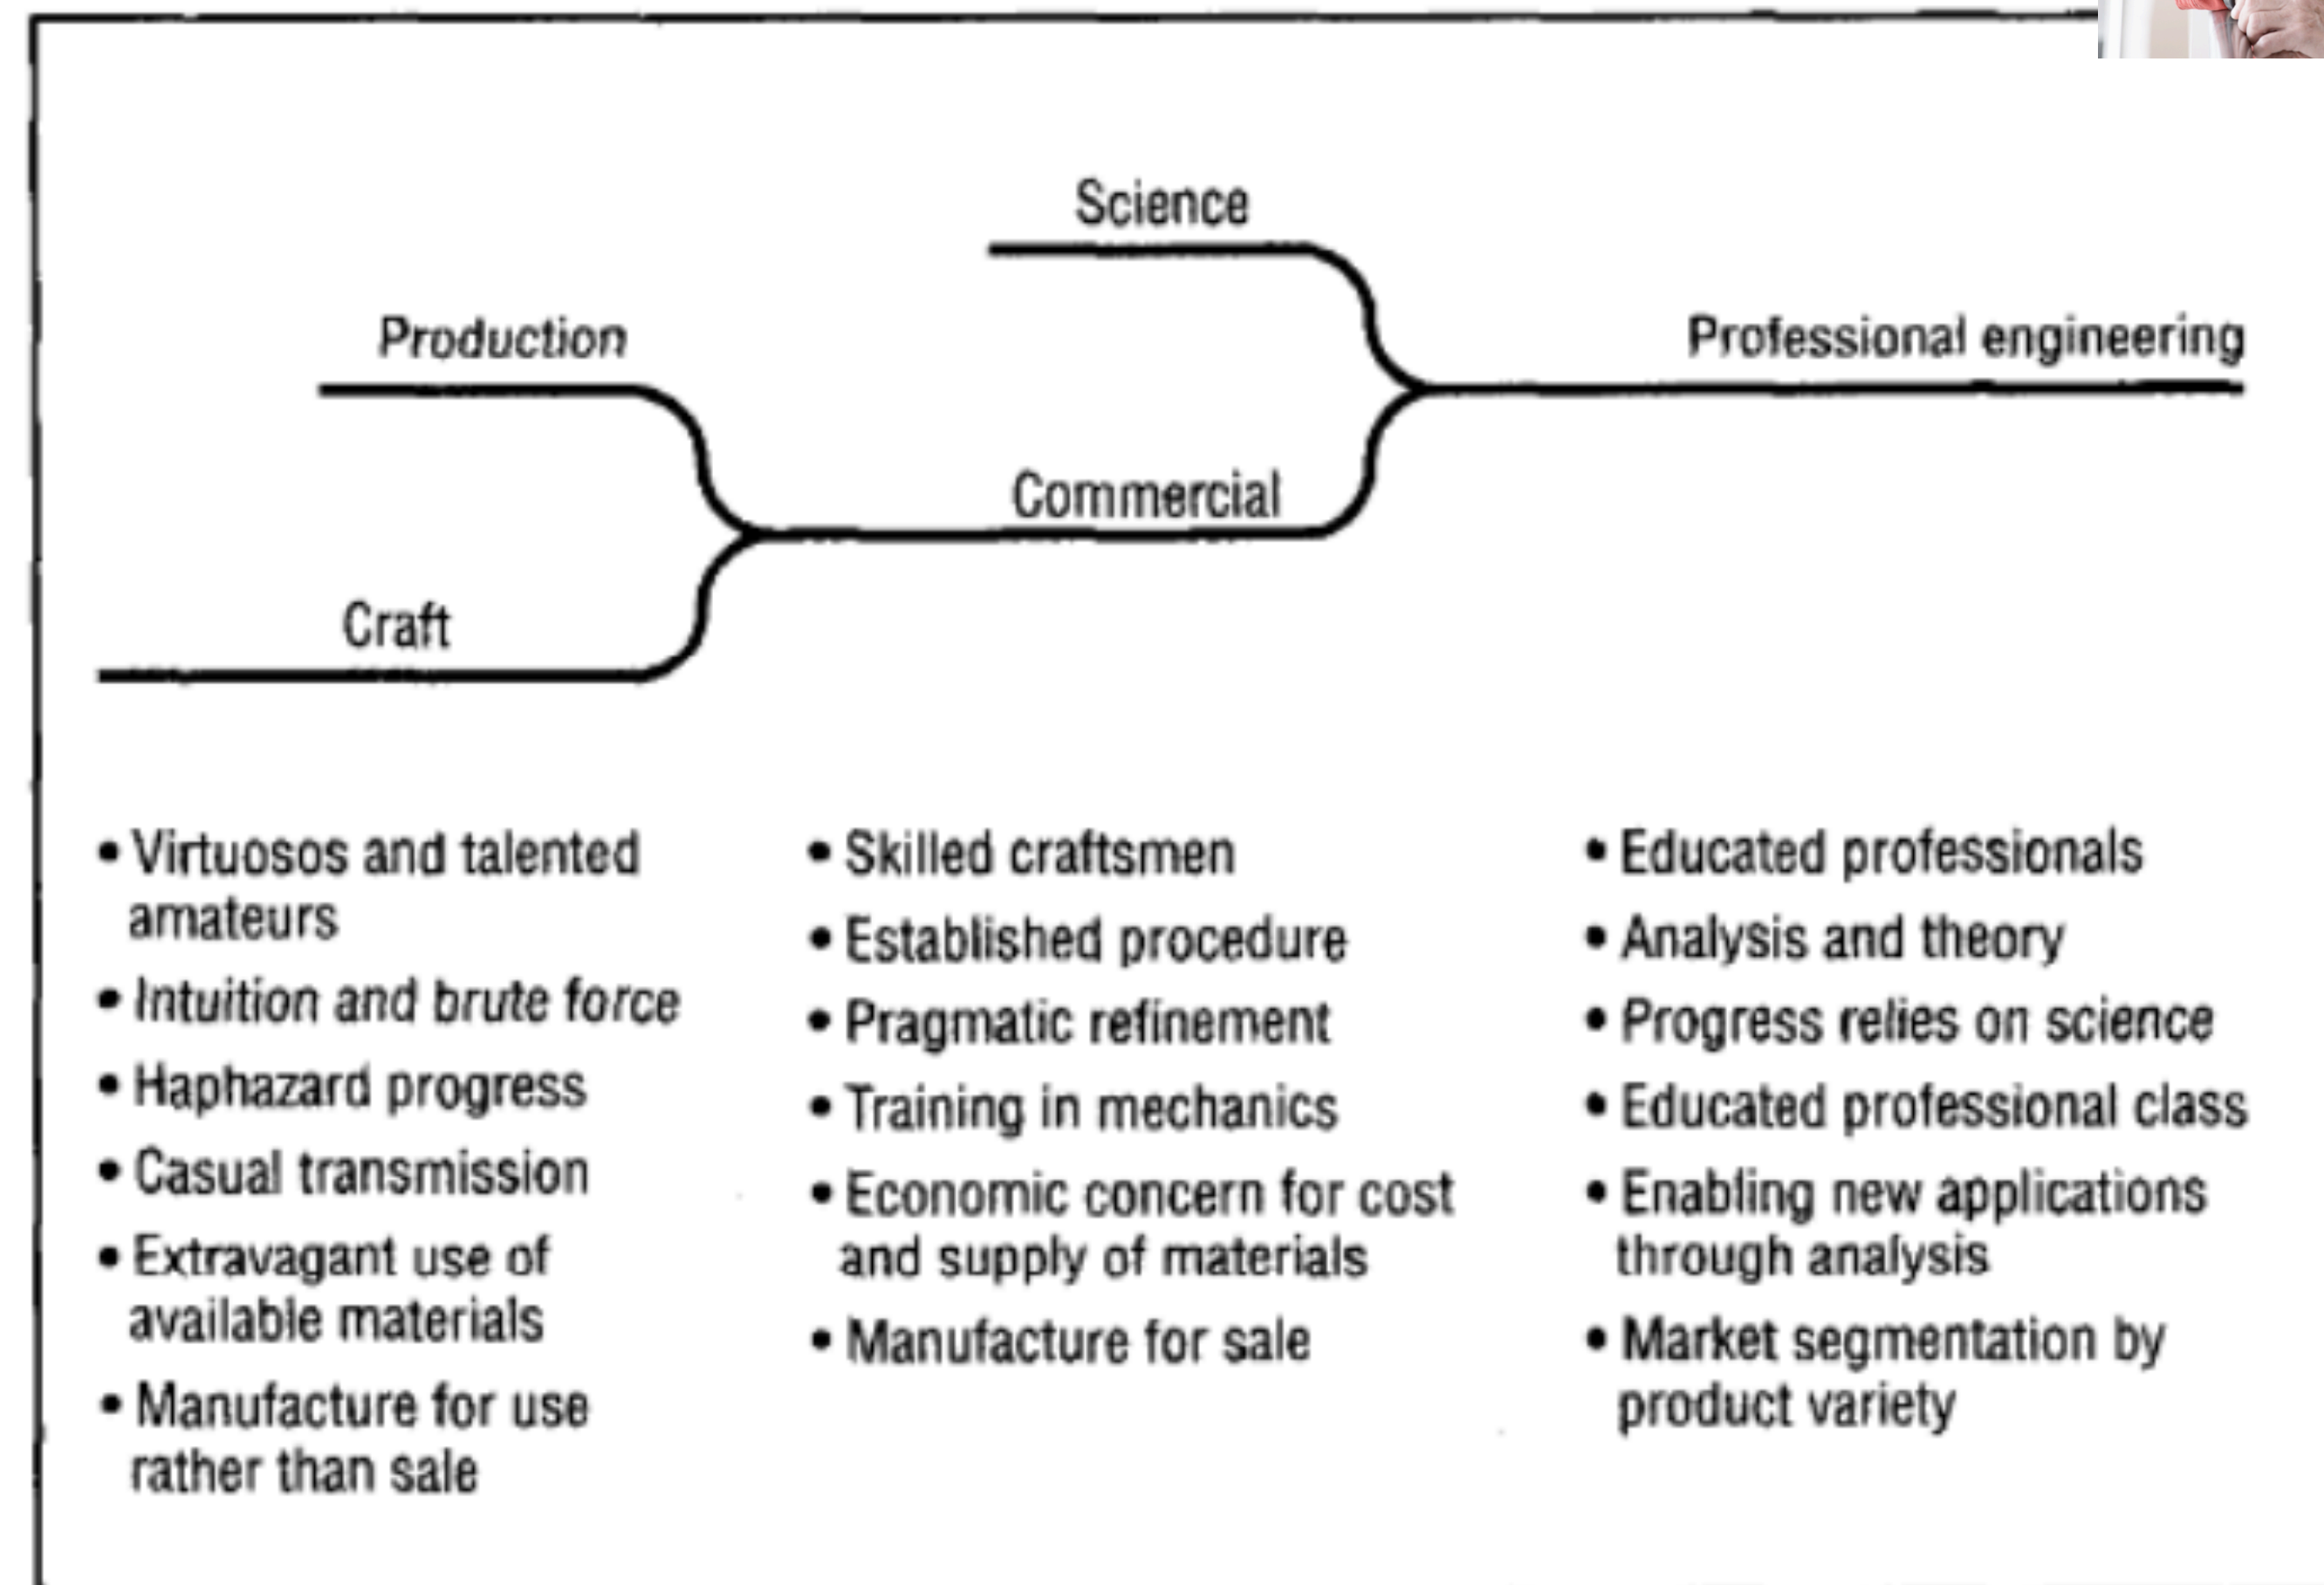 Science
Production
Professional engineering
Commercial
Craft
• Virtuosos and talented
amateurs
• Intuition and brute force
• Haphazard progress
• Casual transmission
• Extravagant use of
available materials
• Manufacture for use
rather than sale
• Skilled craftsmen
• Established procedure
• Pragmatic refinement
• Training in mechanics
• Economic concern for cost
and supply of materials
• Manufacture for sale
• Educated professionals
• Analysis and theory
• Progress relies on science
• Educated professional class
• Enabling new applications
through analysis
• Market segmentation by
product variety